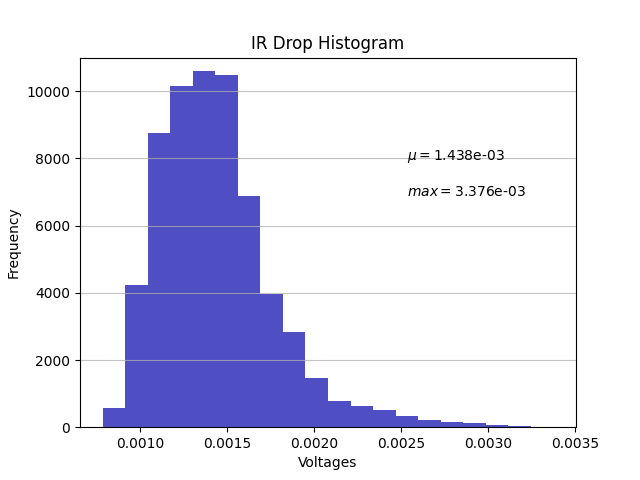 IR Drop Histogram
10000
8000
6000
4000
2000
0
Frequency
μ = 1.438e-03
max = 3.376e-03
0.0010 0.0015 0.0020 0.0025 0.0030 0.0035
Voltages